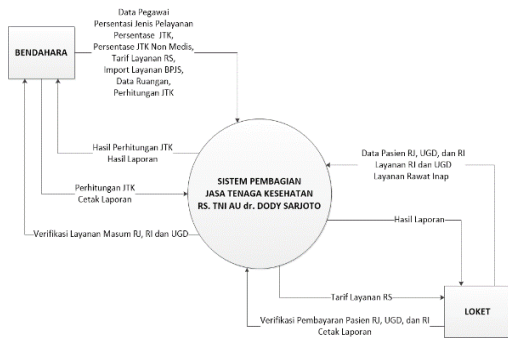 Data Pegawai
Persentasi Jenis Pelayanan
Persentase JTK,
Persentase JTK Non Medis,
Tarif Layanan RS,
Import Layanan BPJS,
Data Ruangan,
Perhitungan JTK
BENDAHARA
Hasil Perhitungan JTK
Hasil Laporan
Perhitungan JTK
Cetak Laporan
Verifikasi Layanan Masum RJ, RI dan UGD
SISTEM PEMBAGIAN
JASA TENAGA KESEHATAN
RS. TNI AU dr. DODY SARJOTO
Data Pasien RJ, UGD, dan RI
Layanan RI dan UGD
Layanan Rawat Inap
Hasil Laporan
Tarif Layanan RS
Verifikasi Pembayaran Pasien RJ, UGD, dan RI
Cetak Laporan
LOKET